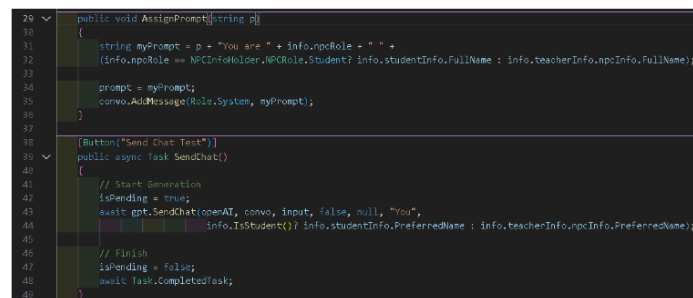 29 public void AssignPrompt(string p)
30 {
31 string myPrompt = p + "You are " + info.npcRole + " " +
32 (info.npcRole == NPCInfoHolder.NPCRole.Student? info.studentInfo.FullName : info.teacherInfo.npcInfo.FullName);
33
34 prompt = myPrompt;
35 convo.AddMessage(Role.System, myPrompt);
36 }
37
38 [Button("Send Chat Test")]
39 public async Task SendChat()
40 {
41 // Start Generation
42 isPending = true;
43 await gpt.SendChat(openAI, convo, input, false, null, "You",
44 info.IsStudent()? info.studentInfo.PreferredName : info.teacherInfo.npcInfo.PreferredName);
45
46 // Finish
47 isPending = false;
48 await Task.CompletedTask;
49 }